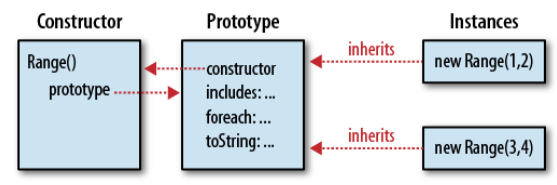 Constructor
Prototype
Instances
Range()
prototype
constructor
includes: ...
foreach: ...
toString: ...
inherits
new Range(1,2)
inherits
new Range(3,4)